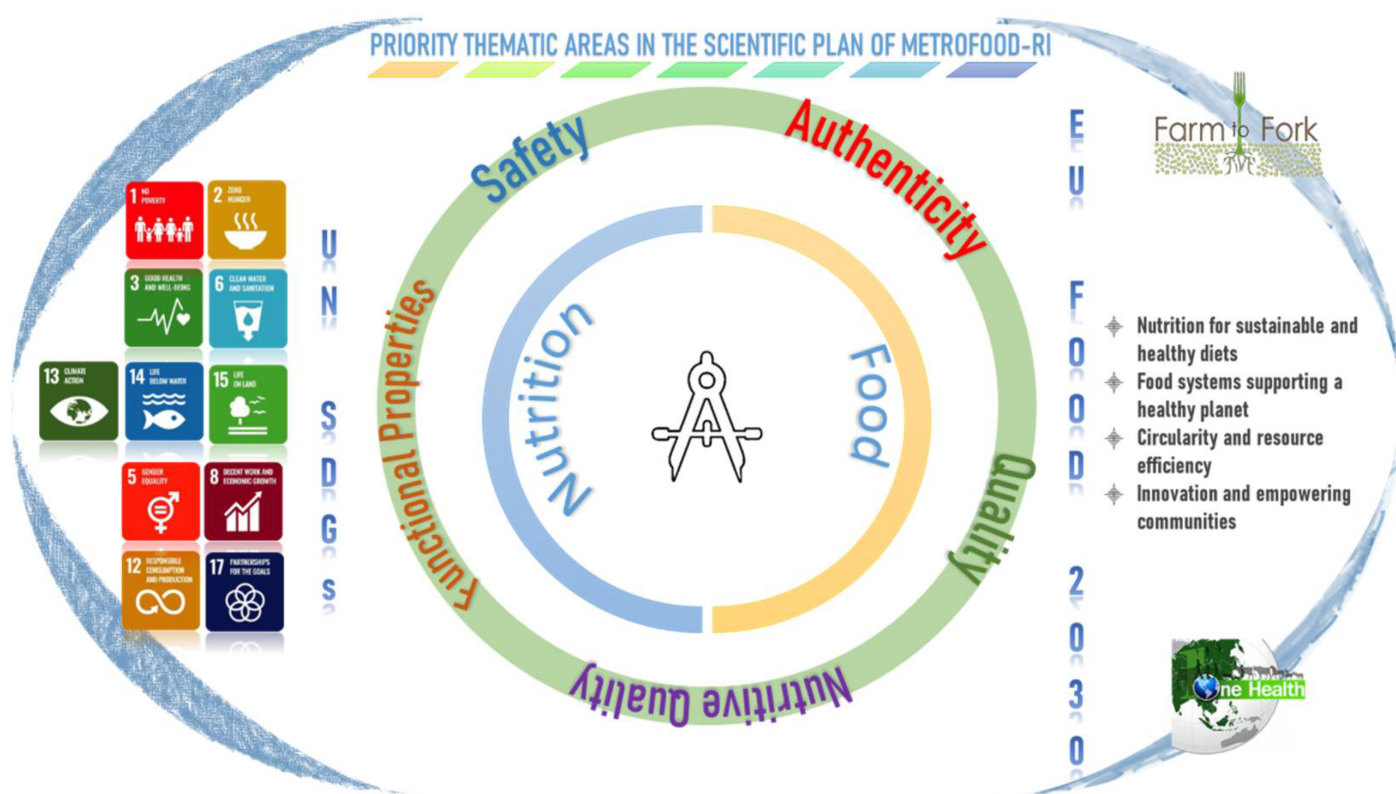 PRIORITY THEMATIC AREAS IN THE SCIENTIFIC PLAN OF METROFOOD-RI
1 NO
POVERTY
2 ZERO
HUNGER
3 GOOD HEALTH
AND WELL-BEING
6 CLEAN WATER
AND SANITATION
13 CLIMATE
ACTION
14 LIFE
BELOW WATER
15 LIFE
ON LAND
5 GENDER
EQUALITY
8 DECENT WORK AND
ECONOMIC GROWTH
12 RESPONSIBLE
CONSUMPTION
AND PRODUCTION
17 PARTNERSHIPS
FOR THE GOALS
UN SDGs
Safety
Authenticity
Quality
Nutritive Quality
Functional Properties
Nutrition
Food
EU FOOD 2030
Farm to Fork
Nutrition for sustainable and
healthy diets
Food systems supporting a
healthy planet
Circularity and resource
efficiency
Innovation and empowering
communities
One Health